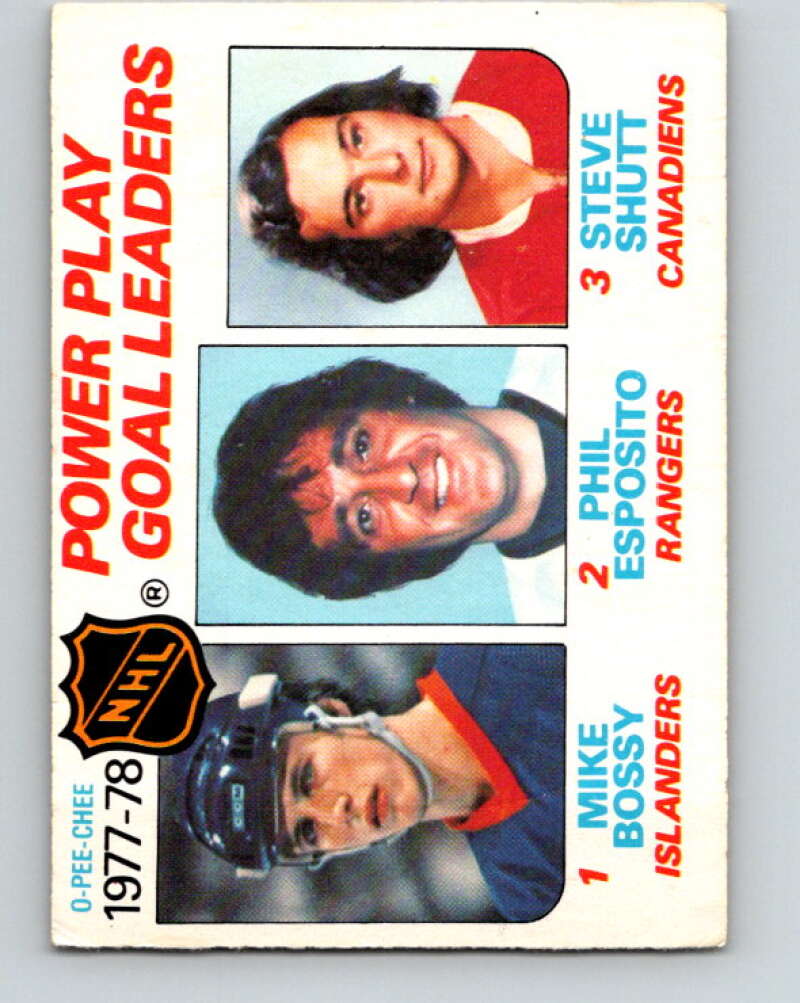 O-PEE-CHEE
1977-78
NHL
®
POWER PLAY
GOAL LEADERS
CCM
1 MIKE
BOSSY
ISLANDERS
2 PHIL
ESPOSITO
RANGERS
3 STEVE
SHUTT
CANADIENS